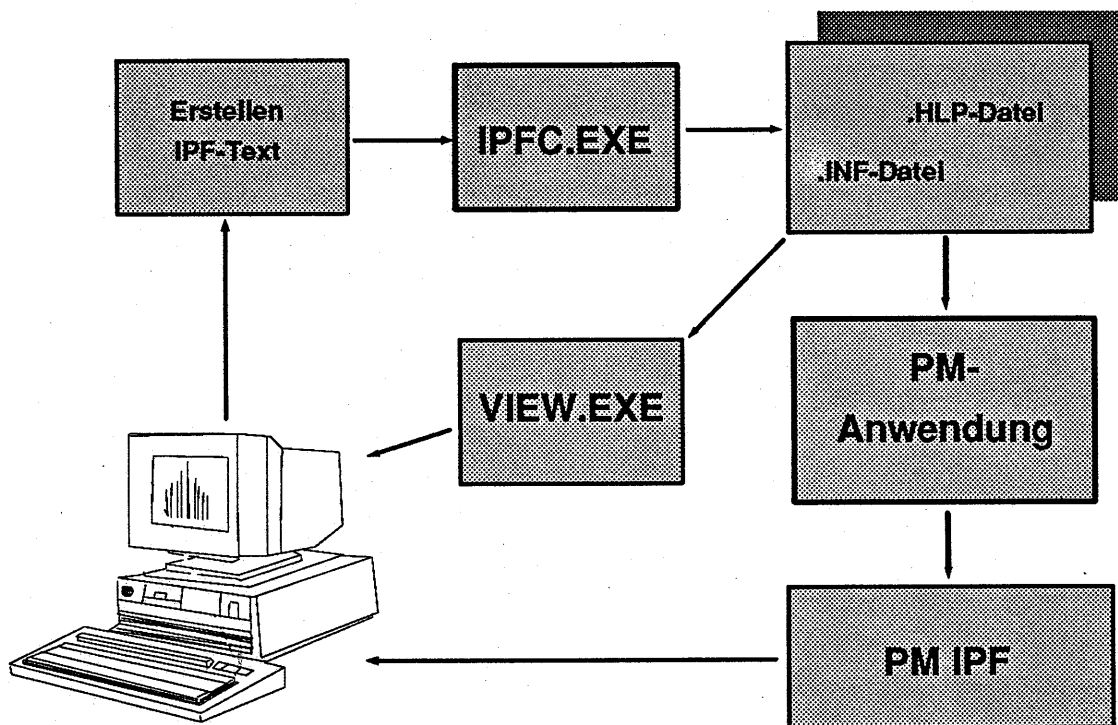 Erstellen
IPF-Text
IPFC.EXE
.HLP-Datei
.INF-Datei
VIEW.EXE
PM-
Anwendung
PM IPF